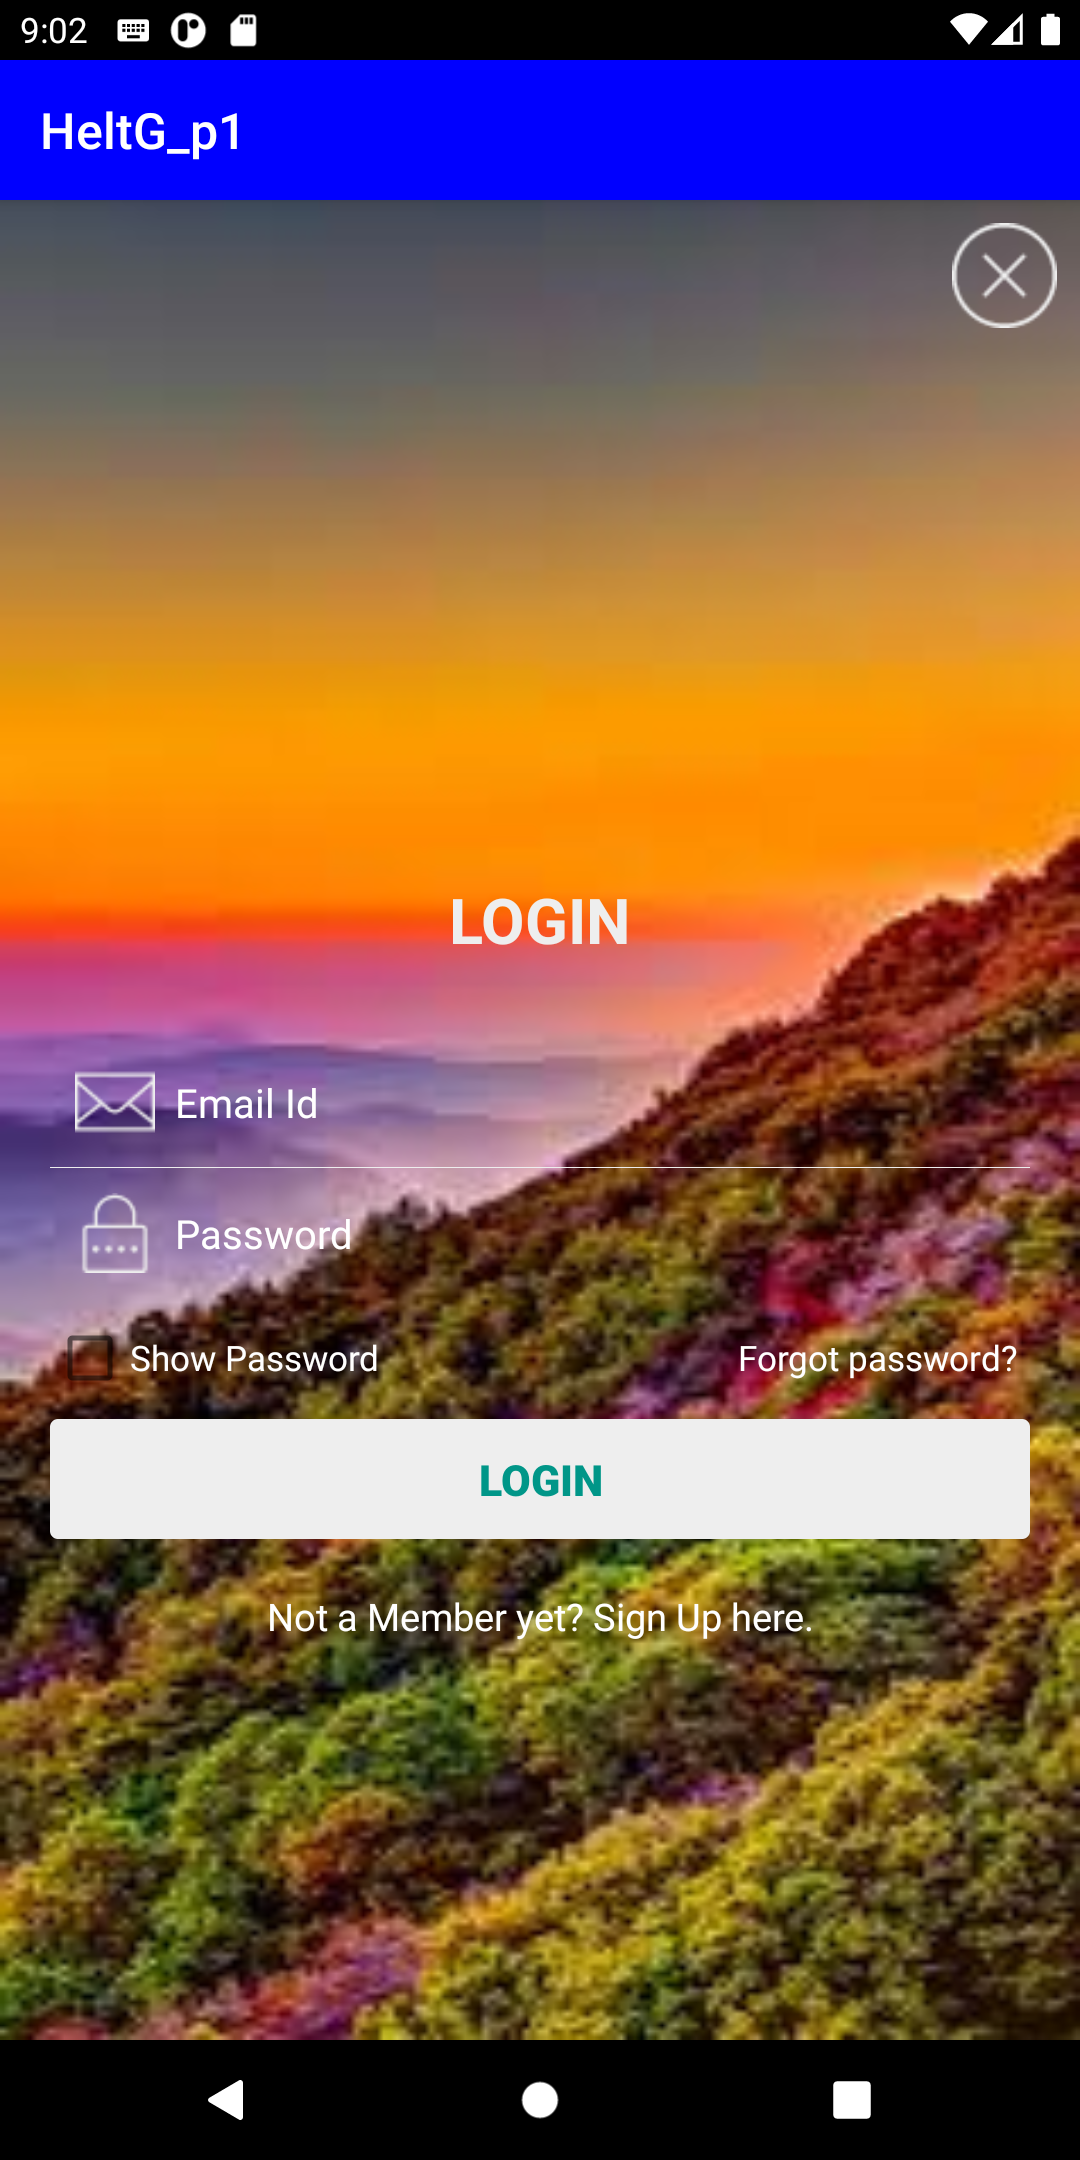 9:02
HeltG_p1
LOGIN
Email Id
Password
Show Password
Forgot password?
LOGIN
Not a Member yet? Sign Up here.